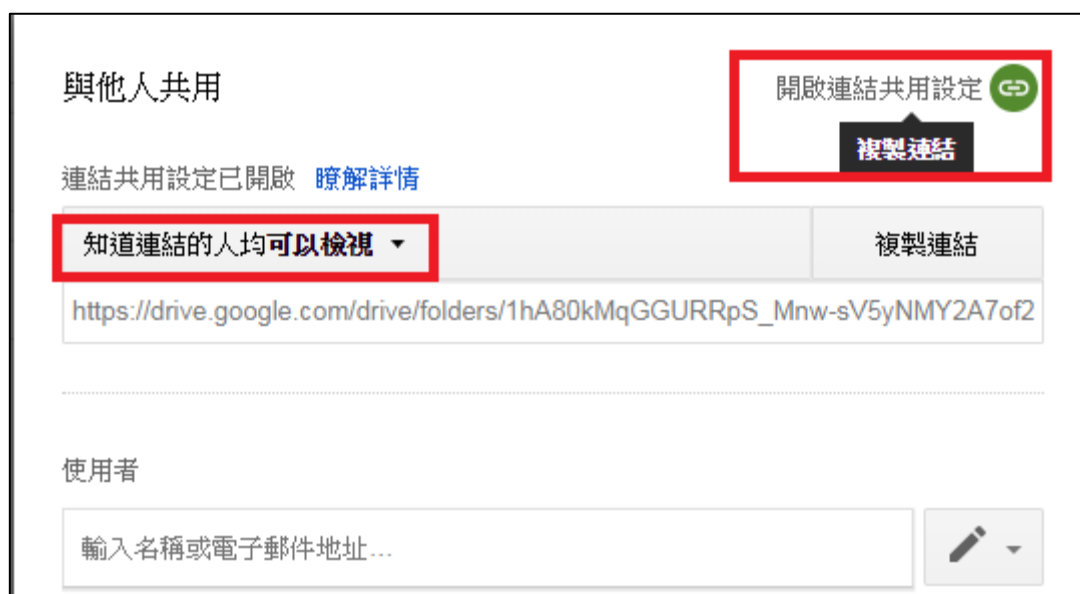 與他人共用
開啟連結共用設定
複製連結
連結共用設定已開啟 瞭解詳情
知道連結的人均可以檢視
複製連結
https://drive.google.com/drive/folders/1hA80kMqGGURRpS_Mnw-sV5yNMY2A7of2
使用者
輸入名稱或電子郵件地址...